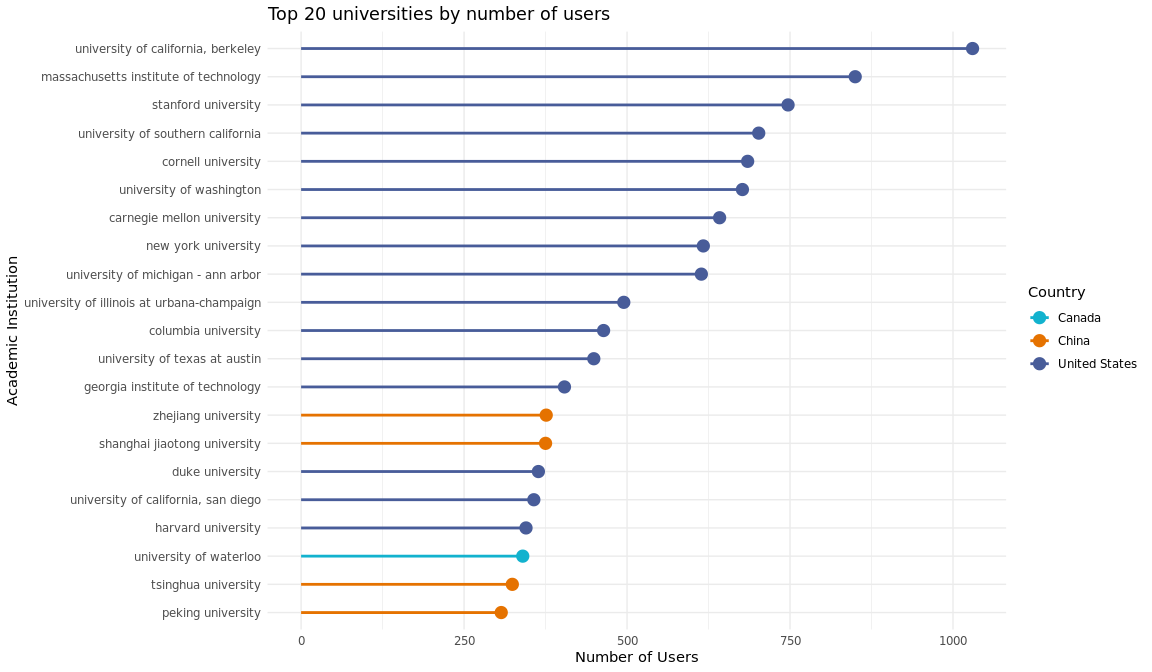 Top 20 universities by number of users
Academic Institution
university of california, berkeley
massachusetts institute of technology
stanford university
university of southern california
cornell university
university of washington
carnegie mellon university
new york university
university of michigan - ann arbor
university of illinois at urbana-champaign
columbia university
university of texas at austin
georgia institute of technology
zhejiang university
shanghai jiaotong university
duke university
university of california, san diego
harvard university
university of waterloo
tsinghua university
peking university
0 250 500 750 1000
Number of Users
Country
Canada
China
United States